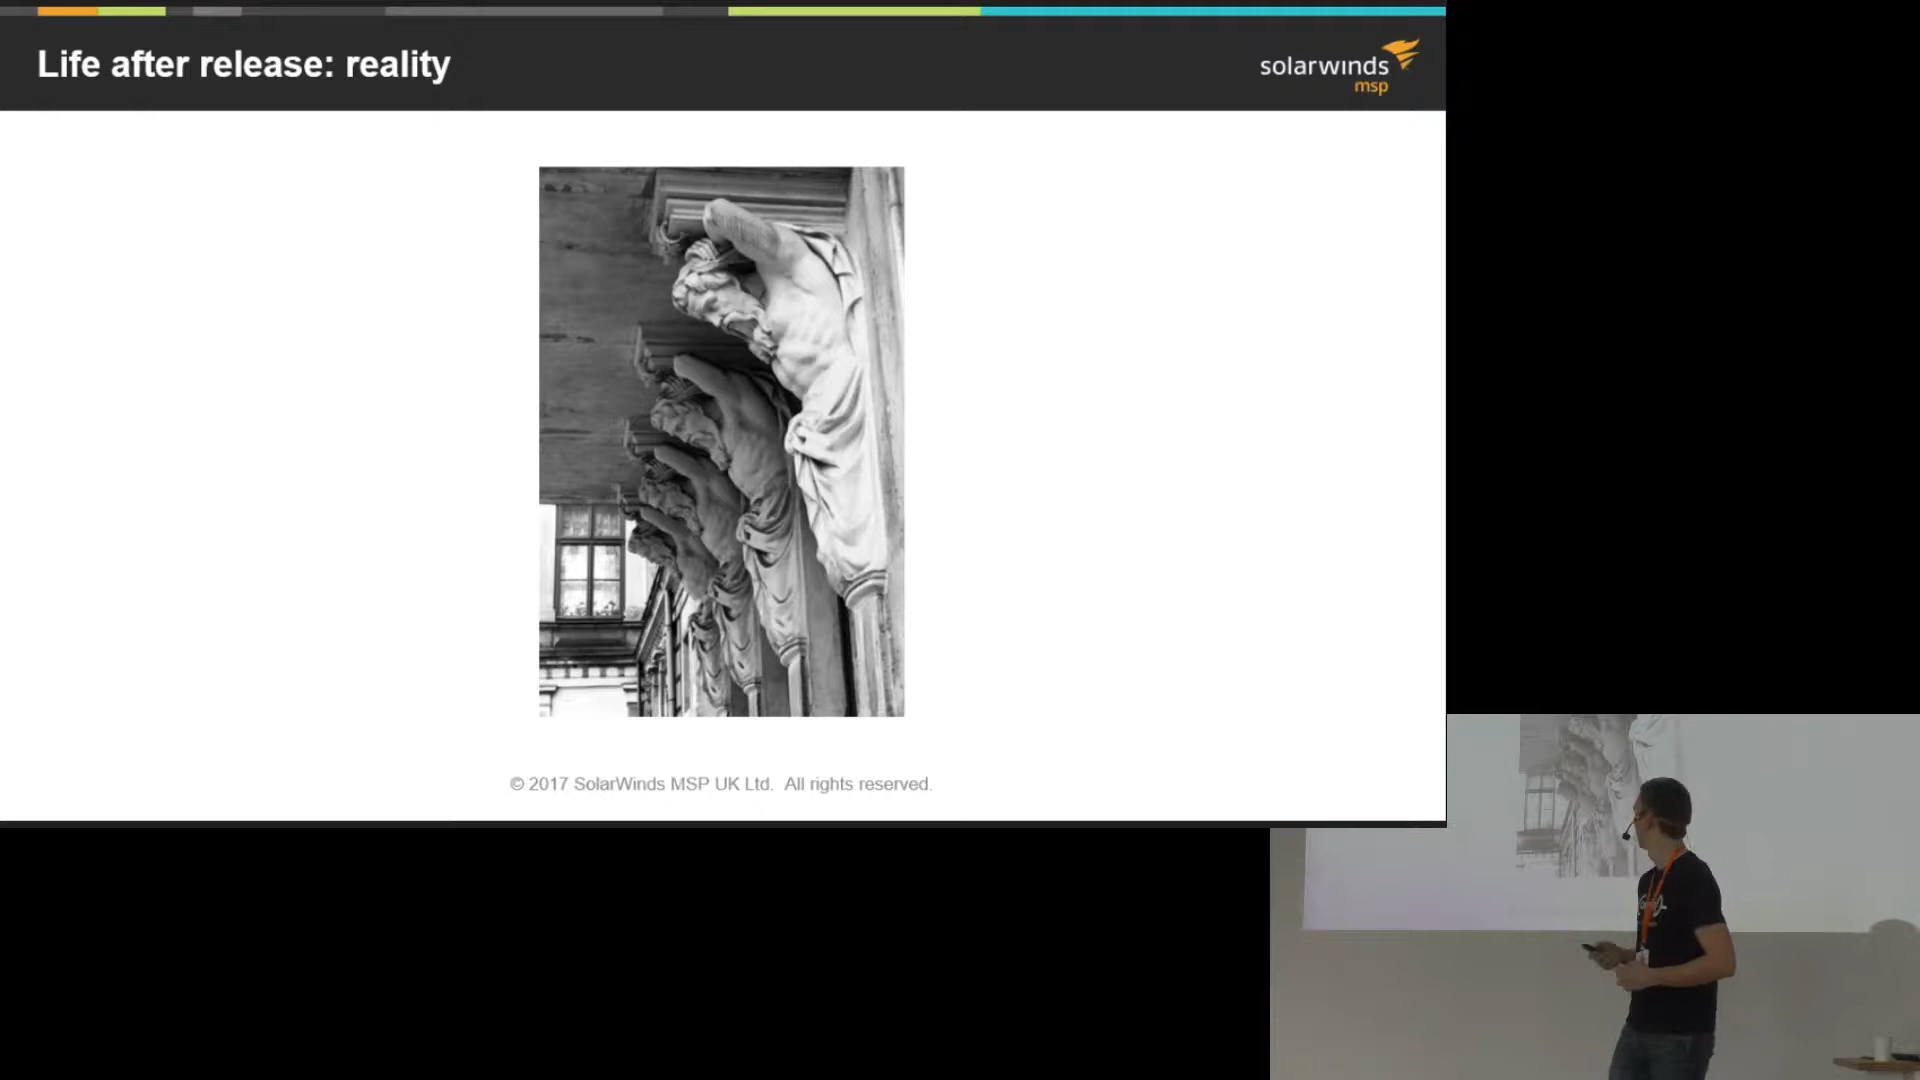 Life after release: reality
solarwinds
msp
© 2017 SolarWinds MSP UK Ltd.  All rights reserved.